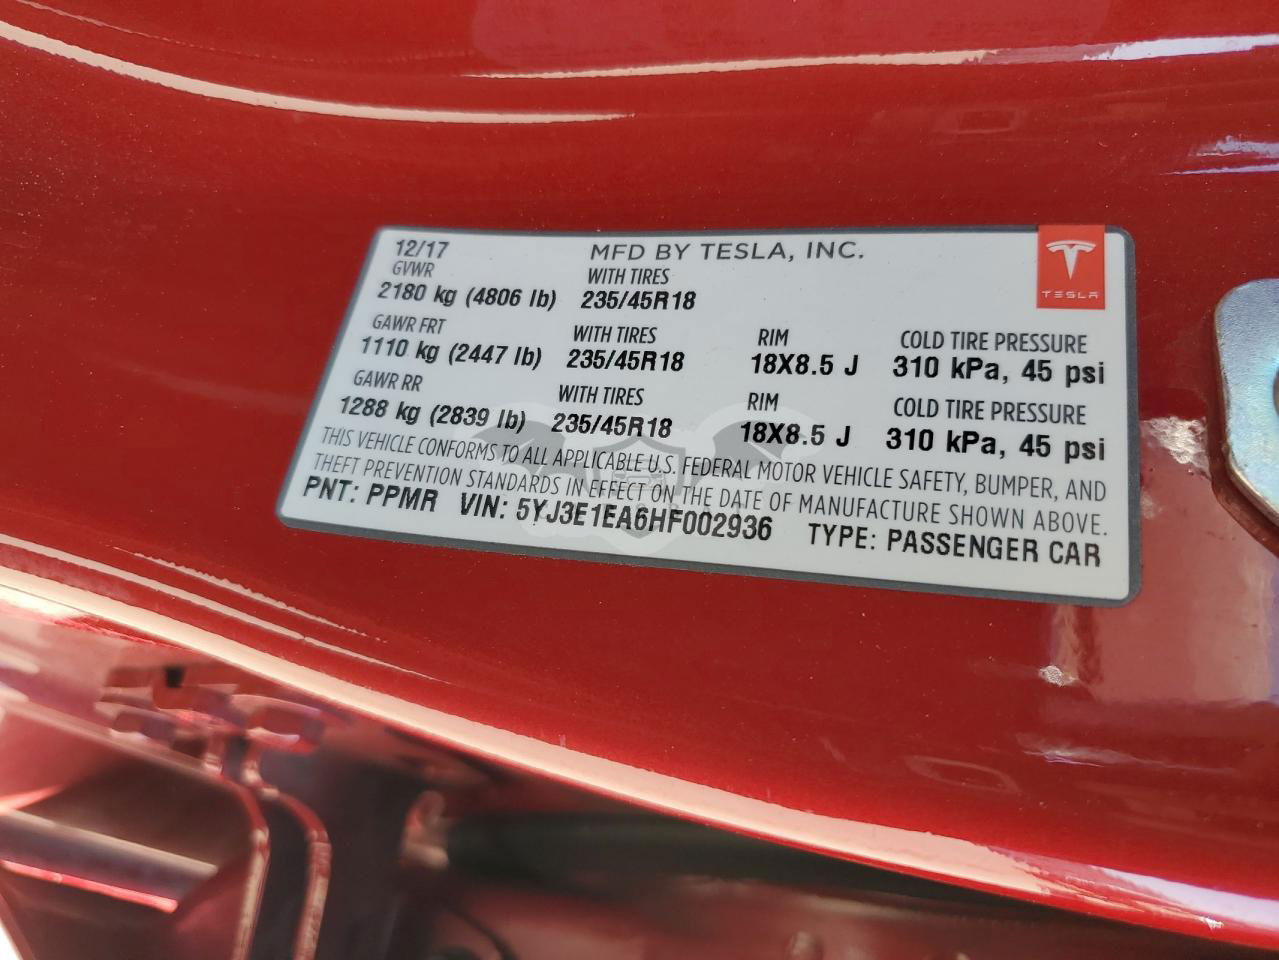 12/17 MFD BY TESLA, INC.
GVWR WITH TIRES
2180 kg (4806 lb) 235/45R18
TESLA
GAWR FRT WITH TIRES RIM COLD TIRE PRESSURE
1110 kg (2447 lb) 235/45R18 18X8.5 J 310 kPa, 45 psi
GAWR RR WITH TIRES RIM COLD TIRE PRESSURE
1288 kg (2839 lb) 235/45R18 18X8.5 J 310 kPa, 45 psi
THIS VEHICLE CONFORMS TO ALL APPLICABLE U.S. FEDERAL MOTOR VEHICLE SAFETY, BUMPER, AND
THEFT PREVENTION STANDARDS IN EFFECT ON THE DATE OF MANUFACTURE SHOWN ABOVE.
PNT: PPMR VIN: 5YJ3E1EA6HF002936 TYPE: PASSENGER CAR